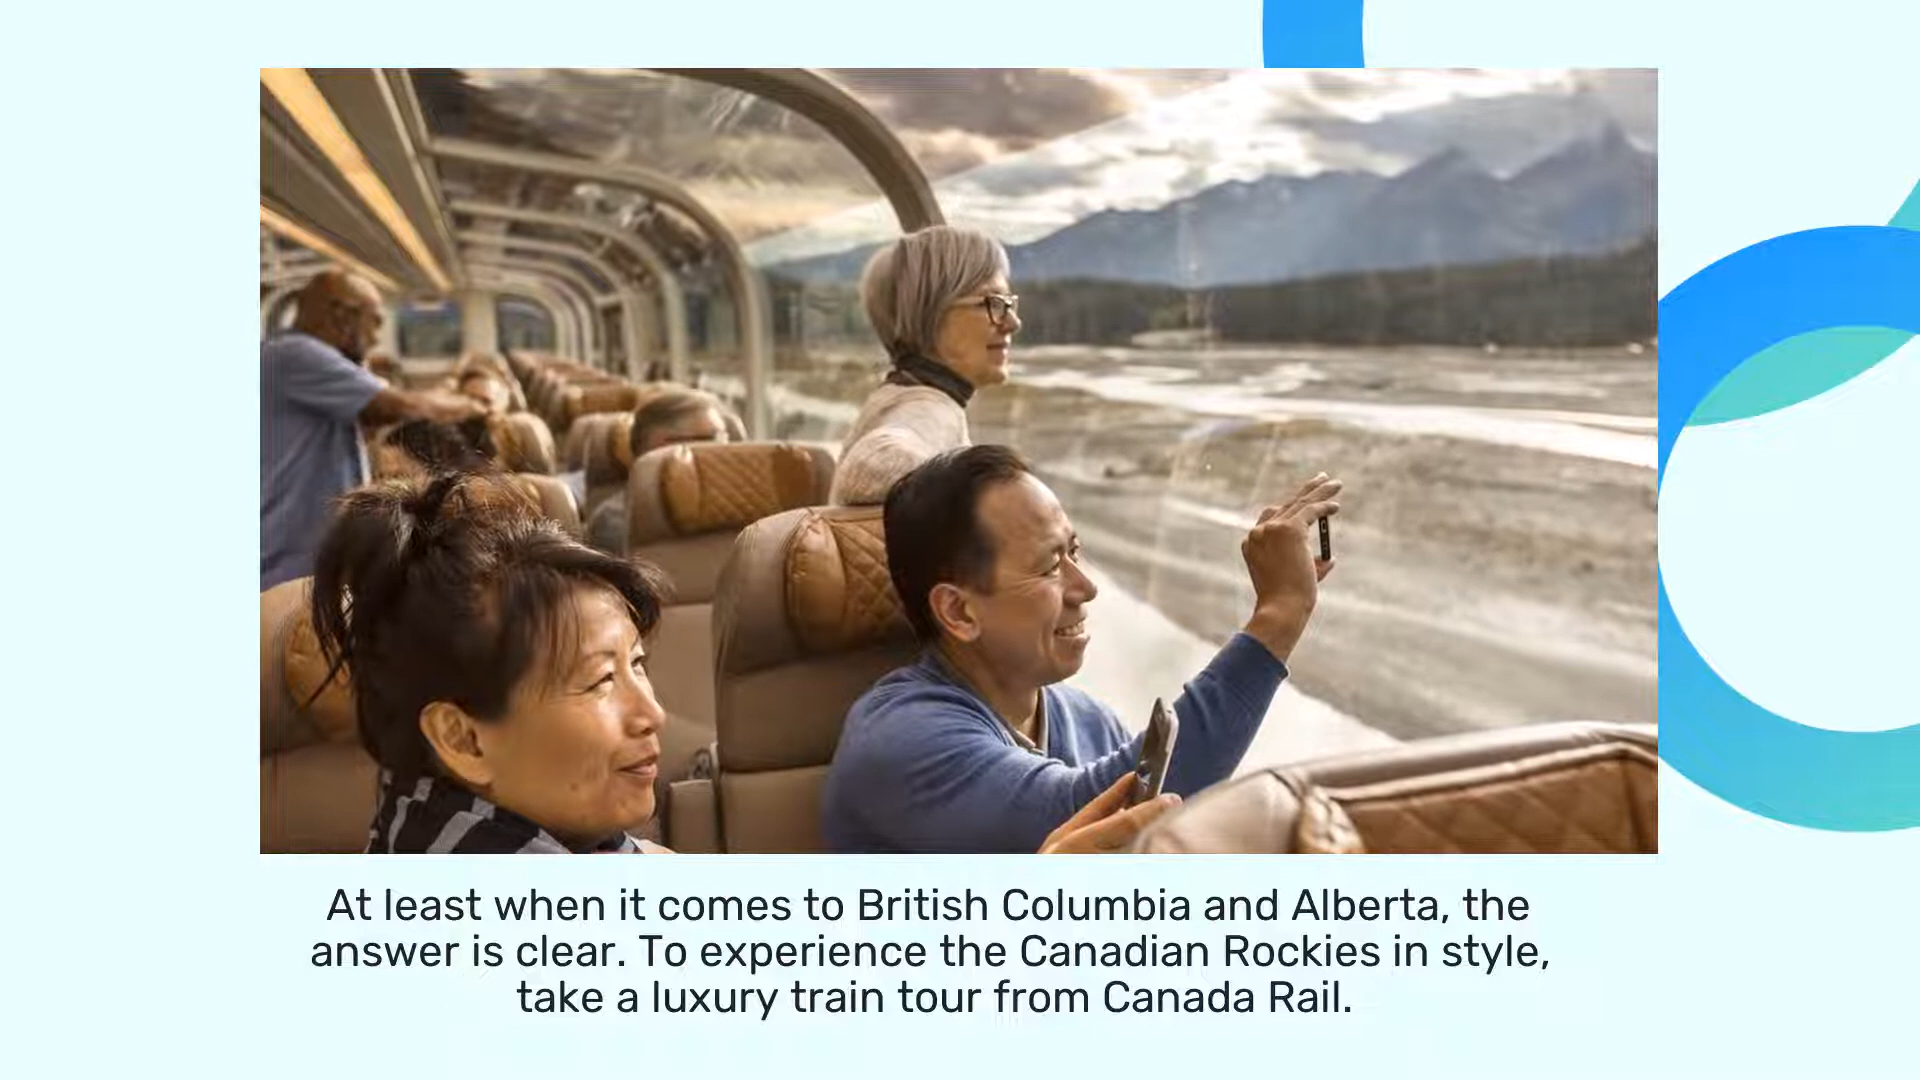 At least when it comes to British Columbia and Alberta, the
answer is clear. To experience the Canadian Rockies in style,
take a luxury train tour from Canada Rail.